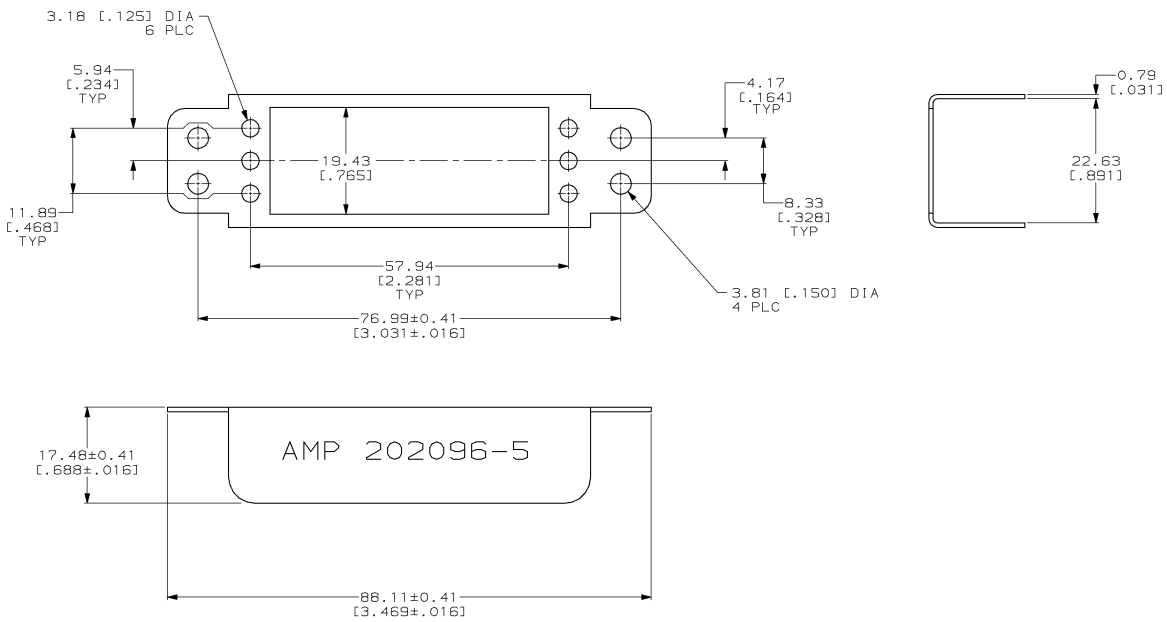 3.18 [.125] DIA
6 PLC
5.94
[.234]
TYP
4.17
[.164]
TYP
0.79
[.031]
19.43
[.765]
22.63
[.891]
11.89
[.468]
TYP
8.33
[.328]
TYP
57.94
[2.281]
TYP
3.81 [.150] DIA
4 PLC
76.99±0.41
[3.031±.016]
17.48±0.41
[.688±.016]
AMP 202096-5
88.11±0.41
[3.469±.016]